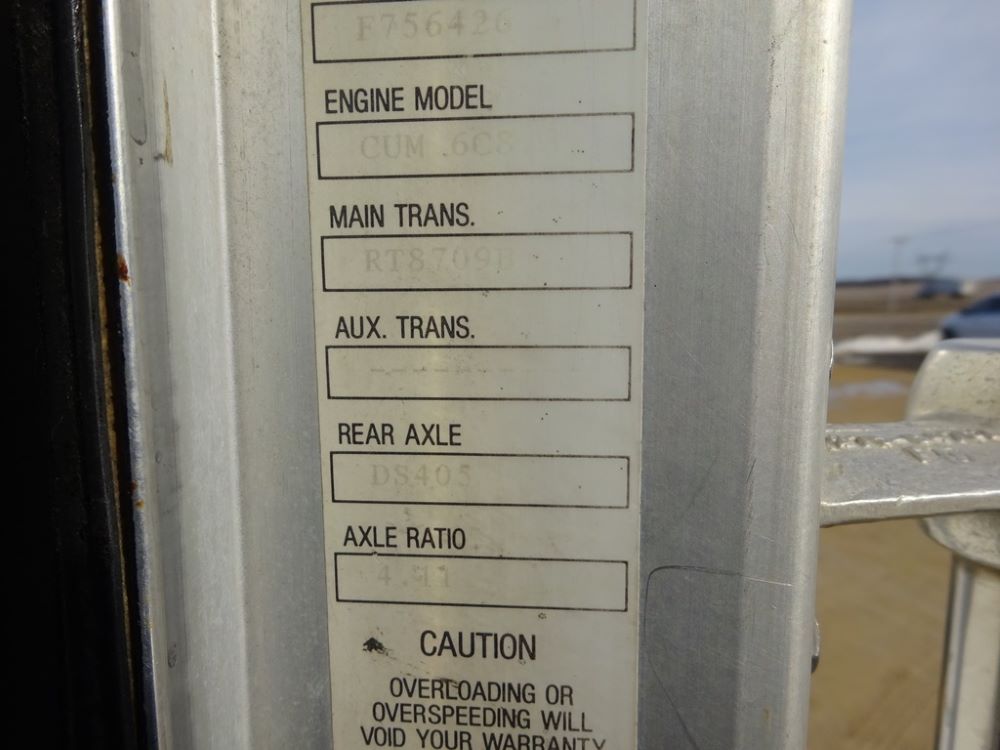 F756426
ENGINE MODEL
CUM 6C8
MAIN TRANS.
RT8709B
AUX. TRANS.
-------
REAR AXLE
DS405
AXLE RATIO
4.11
CAUTION
OVERLOADING OR
OVERSPEEDING WILL
VOID YOUR WARRANTY